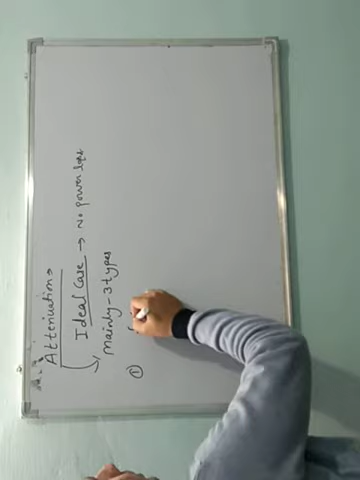 Attenuation →
Ideal Case → No power loss
Mainly - 3 types
①